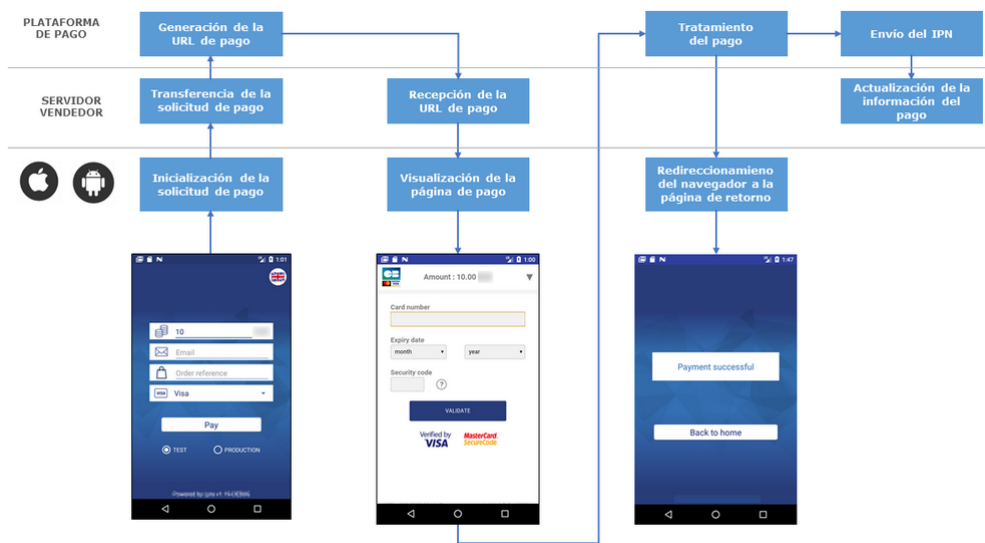 PLATAFORMA
DE PAGO
Generación de la
URL de pago
Tratamiento
del pago
Envío del IPN
SERVIDOR
VENDEDOR
Transferencia de la
solicitud de pago
Recepción de la
URL de pago
Actualización de la
información del
pago
Inicialización de la
solicitud de pago
Visualización de la
página de pago
Redireccionamieno
del navegador a la
página de retorno
1:01
10
Email
Order reference
VISA
Visa
Pay
TEST
PRODUCTION
Powered by
1:00
Amount : 10.00
Card number
Expiry date
month
year
Security code
?
VALIDATE
Verified by
VISA
MasterCard.
SecureCode.
1:47
Payment successful
Back to home